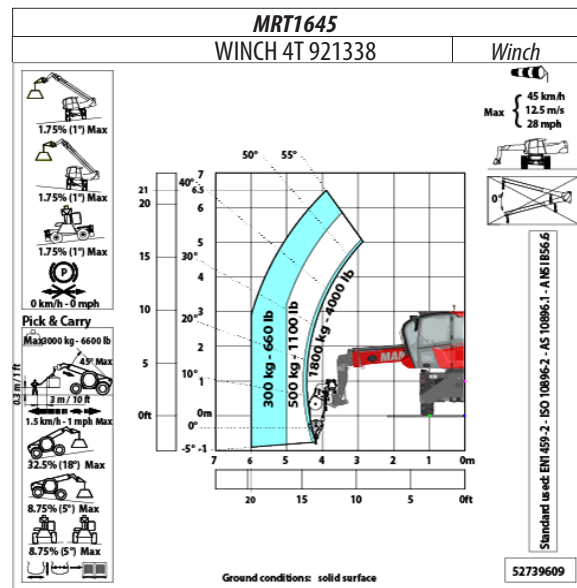 MRT1645
WINCH 4T 921338
Winch
1.75% (1°) Max
1.75% (1°) Max
1.75% (1°) Max
P
0 km/h - 0 mph
Pick & Carry
Max3000 kg - 6600 lb
45° Max
0.3 m/1 ft
3 m / 10 ft
1.5 km/h - 1 mph Max
32.5% (18°) Max
8.75% (5°) Max
8.75% (5°) Max
Max
45 km/h
12.5 m/s
28 mph
0°
50°
55°
40°
30°
20°
10°
0°
-5°
21
20
15
10
5
0ft
7
6.5
6
5
4
3
2
1
0m
-1
300 kg - 660 lb
500 kg - 1100 lb
1800 kg - 4000 lb
MAN
7
6
5
4
3
2
1
0m
20
15
10
5
0ft
Standard used: EN1459-2 - ISO 10896-2 - AS 10896.1 - ANSI B56.6
Ground conditions: solid surface
52739609